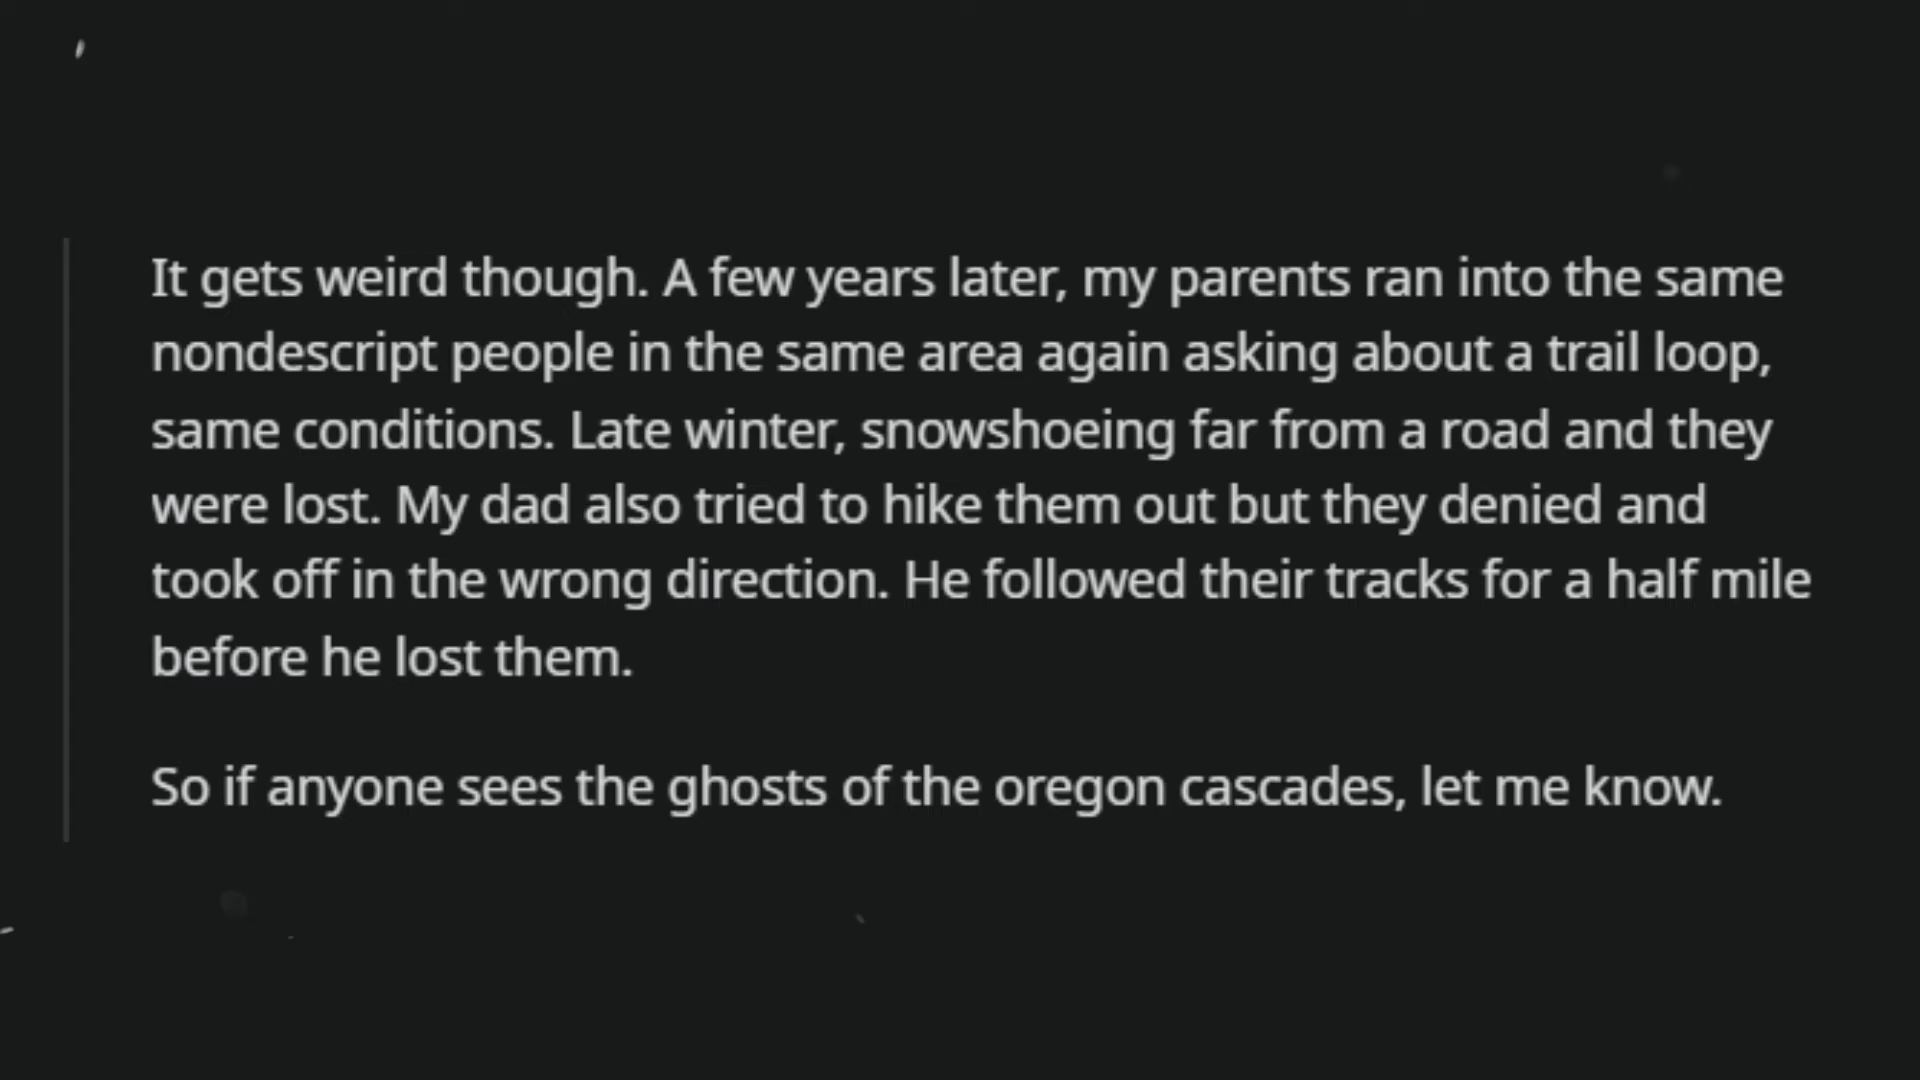 It gets weird though. A few years later, my parents ran into the same
nondescript people in the same area again asking about a trail loop,
same conditions. Late winter, snowshoeing far from a road and they
were lost. My dad also tried to hike them out but they denied and
took off in the wrong direction. He followed their tracks for a half mile
before he lost them.
So if anyone sees the ghosts of the oregon cascades, let me know.